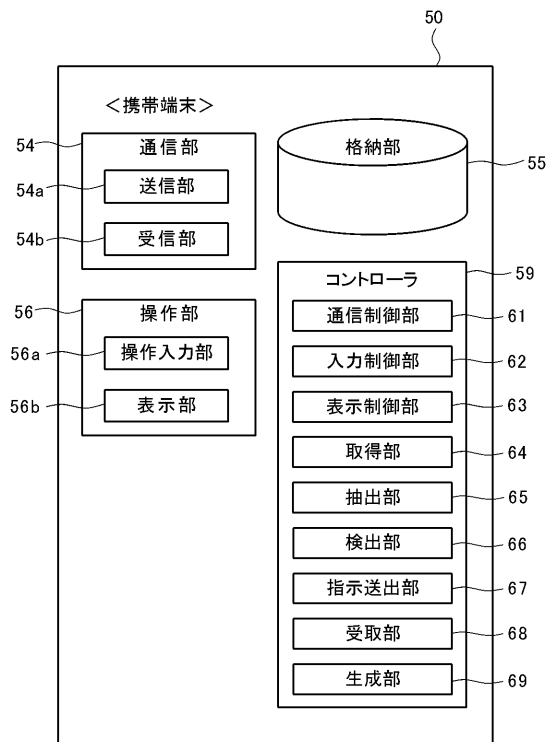 50
＜携帯端末＞
54
通信部
54a
送信部
54b
受信部
格納部
55
56
操作部
56a
操作入力部
56b
表示部
コントローラ
59
通信制御部
61
入力制御部
62
表示制御部
63
取得部
64
抽出部
65
検出部
66
指示送出部
67
受取部
68
生成部
69